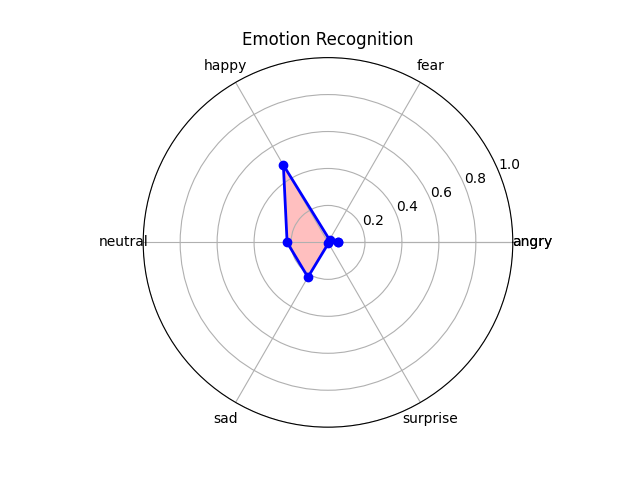 Emotion Recognition
happy
fear
1.0
0.8
0.6
0.4
0.2
neutral
angry
sad
surprise